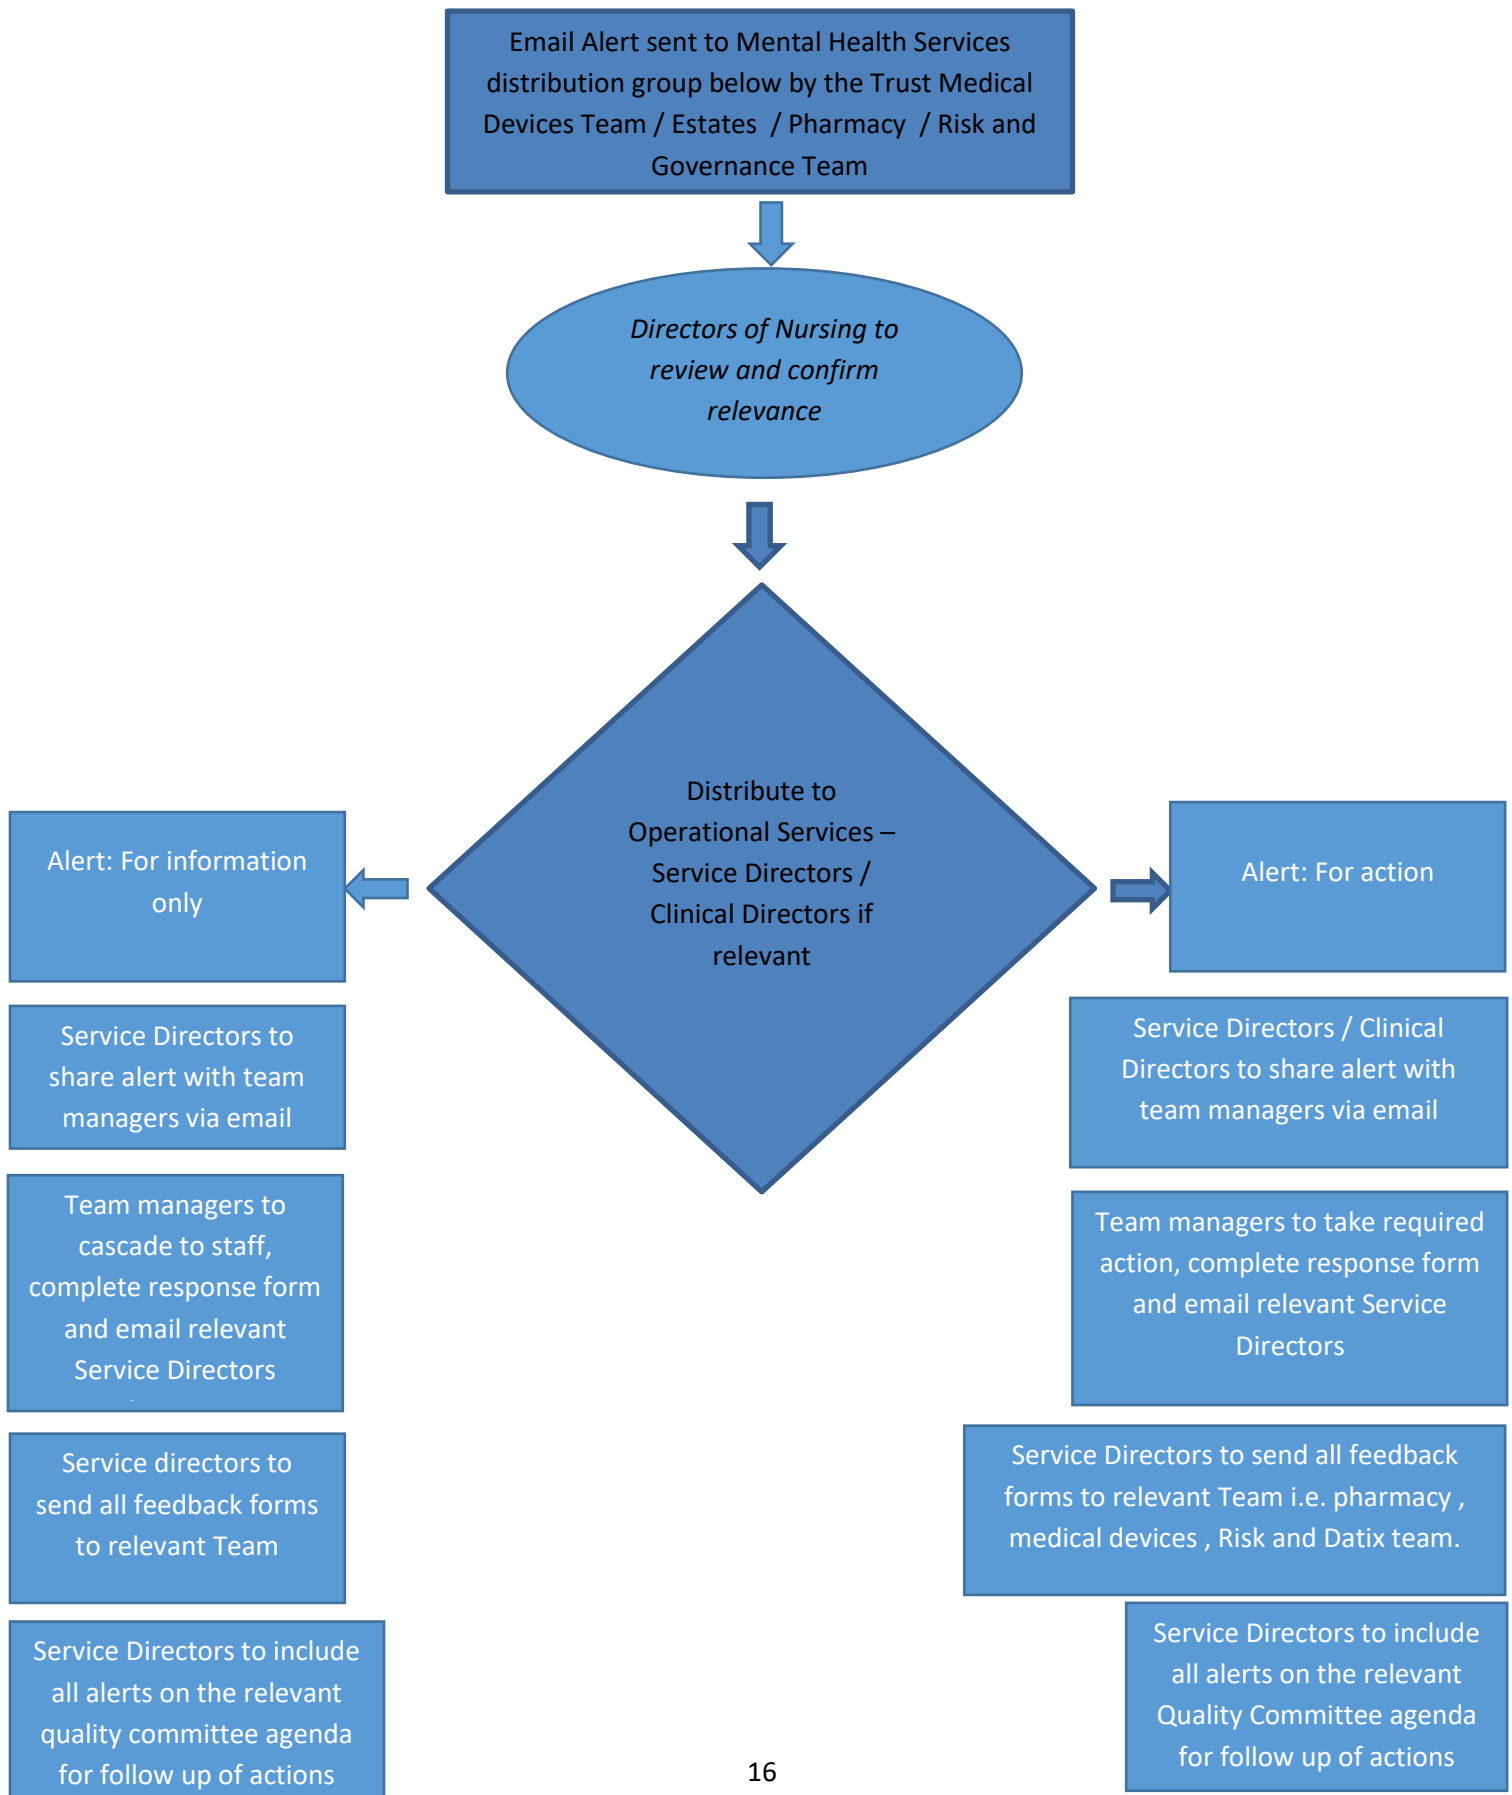 Email Alert sent to Mental Health Services
distribution group below by the Trust Medical
Devices Team / Estates / Pharmacy / Risk and
Governance Team
Directors of Nursing to
review and confirm
relevance
Distribute to
Operational Services –
Service Directors /
Clinical Directors if
relevant
Alert: For information
only
Service Directors to
share alert with team
managers via email
Team managers to
cascade to staff,
complete response form
and email relevant
Service Directors
Service directors to
send all feedback forms
to relevant Team
Service Directors to include
all alerts on the relevant
quality committee agenda
for follow up of actions
Alert: For action
Service Directors / Clinical
Directors to share alert with
team managers via email
Team managers to take required
action, complete response form
and email relevant Service
Directors
Service Directors to send all feedback
forms to relevant Team i.e. pharmacy ,
medical devices , Risk and Datix team.
Service Directors to include
all alerts on the relevant
Quality Committee agenda
for follow up of actions
16